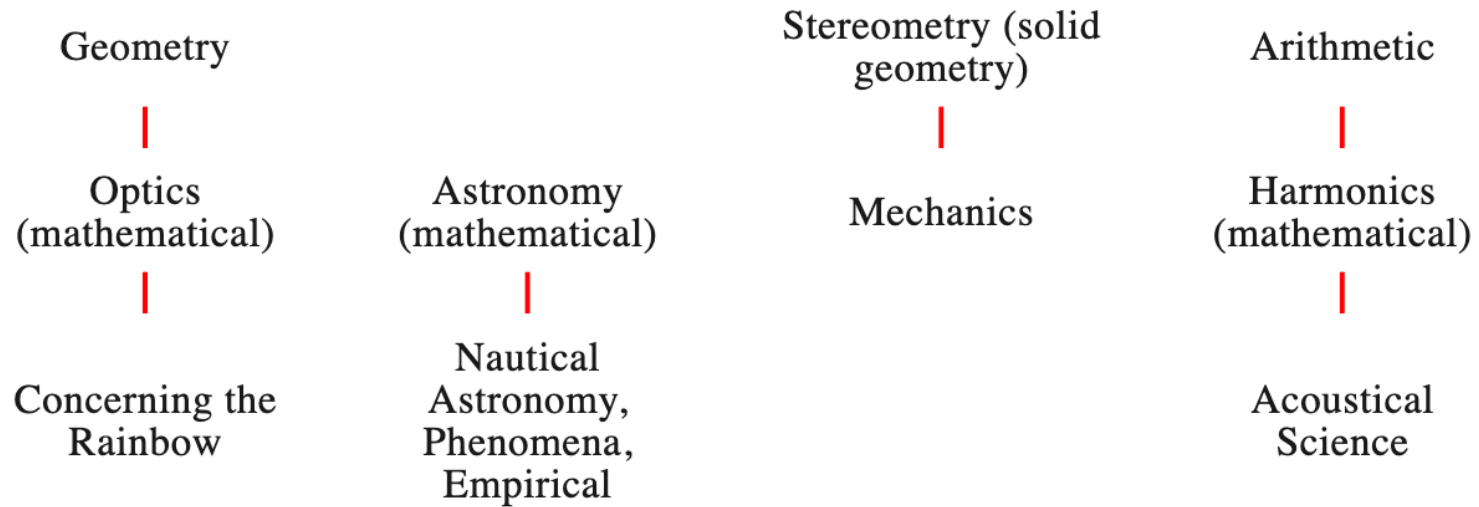 Geometry
Stereometry (solid
geometry)
Arithmetic
Optics
(mathematical)
Astronomy
(mathematical)
Mechanics
Harmonics
(mathematical)
Concerning the
Rainbow
Nautical
Astronomy,
Phenomena,
Empirical
Acoustical
Science